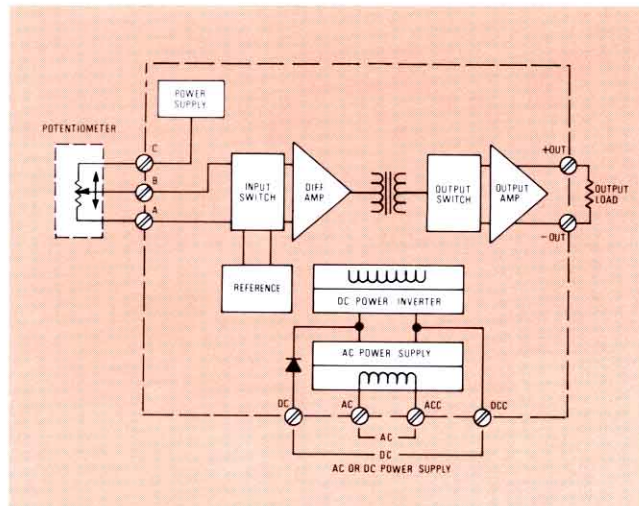 POWER
SUPPLY
POTENTIOMETER
C
B
A
INPUT
SWITCH
DIFF
AMP
OUTPUT
SWITCH
OUTPUT
AMP
+OUT
OUTPUT
LOAD
-OUT
REFERENCE
DC POWER INVERTER
AC POWER SUPPLY
DC
AC
ACC
DCC
AC
DC
AC OR DC POWER SUPPLY